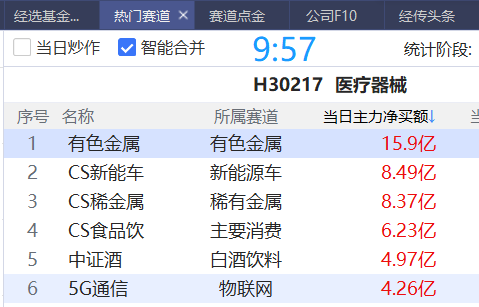 经选基金... 热门赛道 × 赛道点金 公司F10 经传头条
当日炒作 智能合并 9:57 统计阶段:
H30217 医疗器械
序号 名称 所属赛道 当日主力净买额↓
1 有色金属 有色金属 15.9亿
2 CS新能车 新能源车 8.49亿
3 CS稀金属 稀有金属 8.37亿
4 CS食品饮 主要消费 6.23亿
5 中证酒 白酒饮料 4.97亿
6 5G通信 物联网 4.26亿